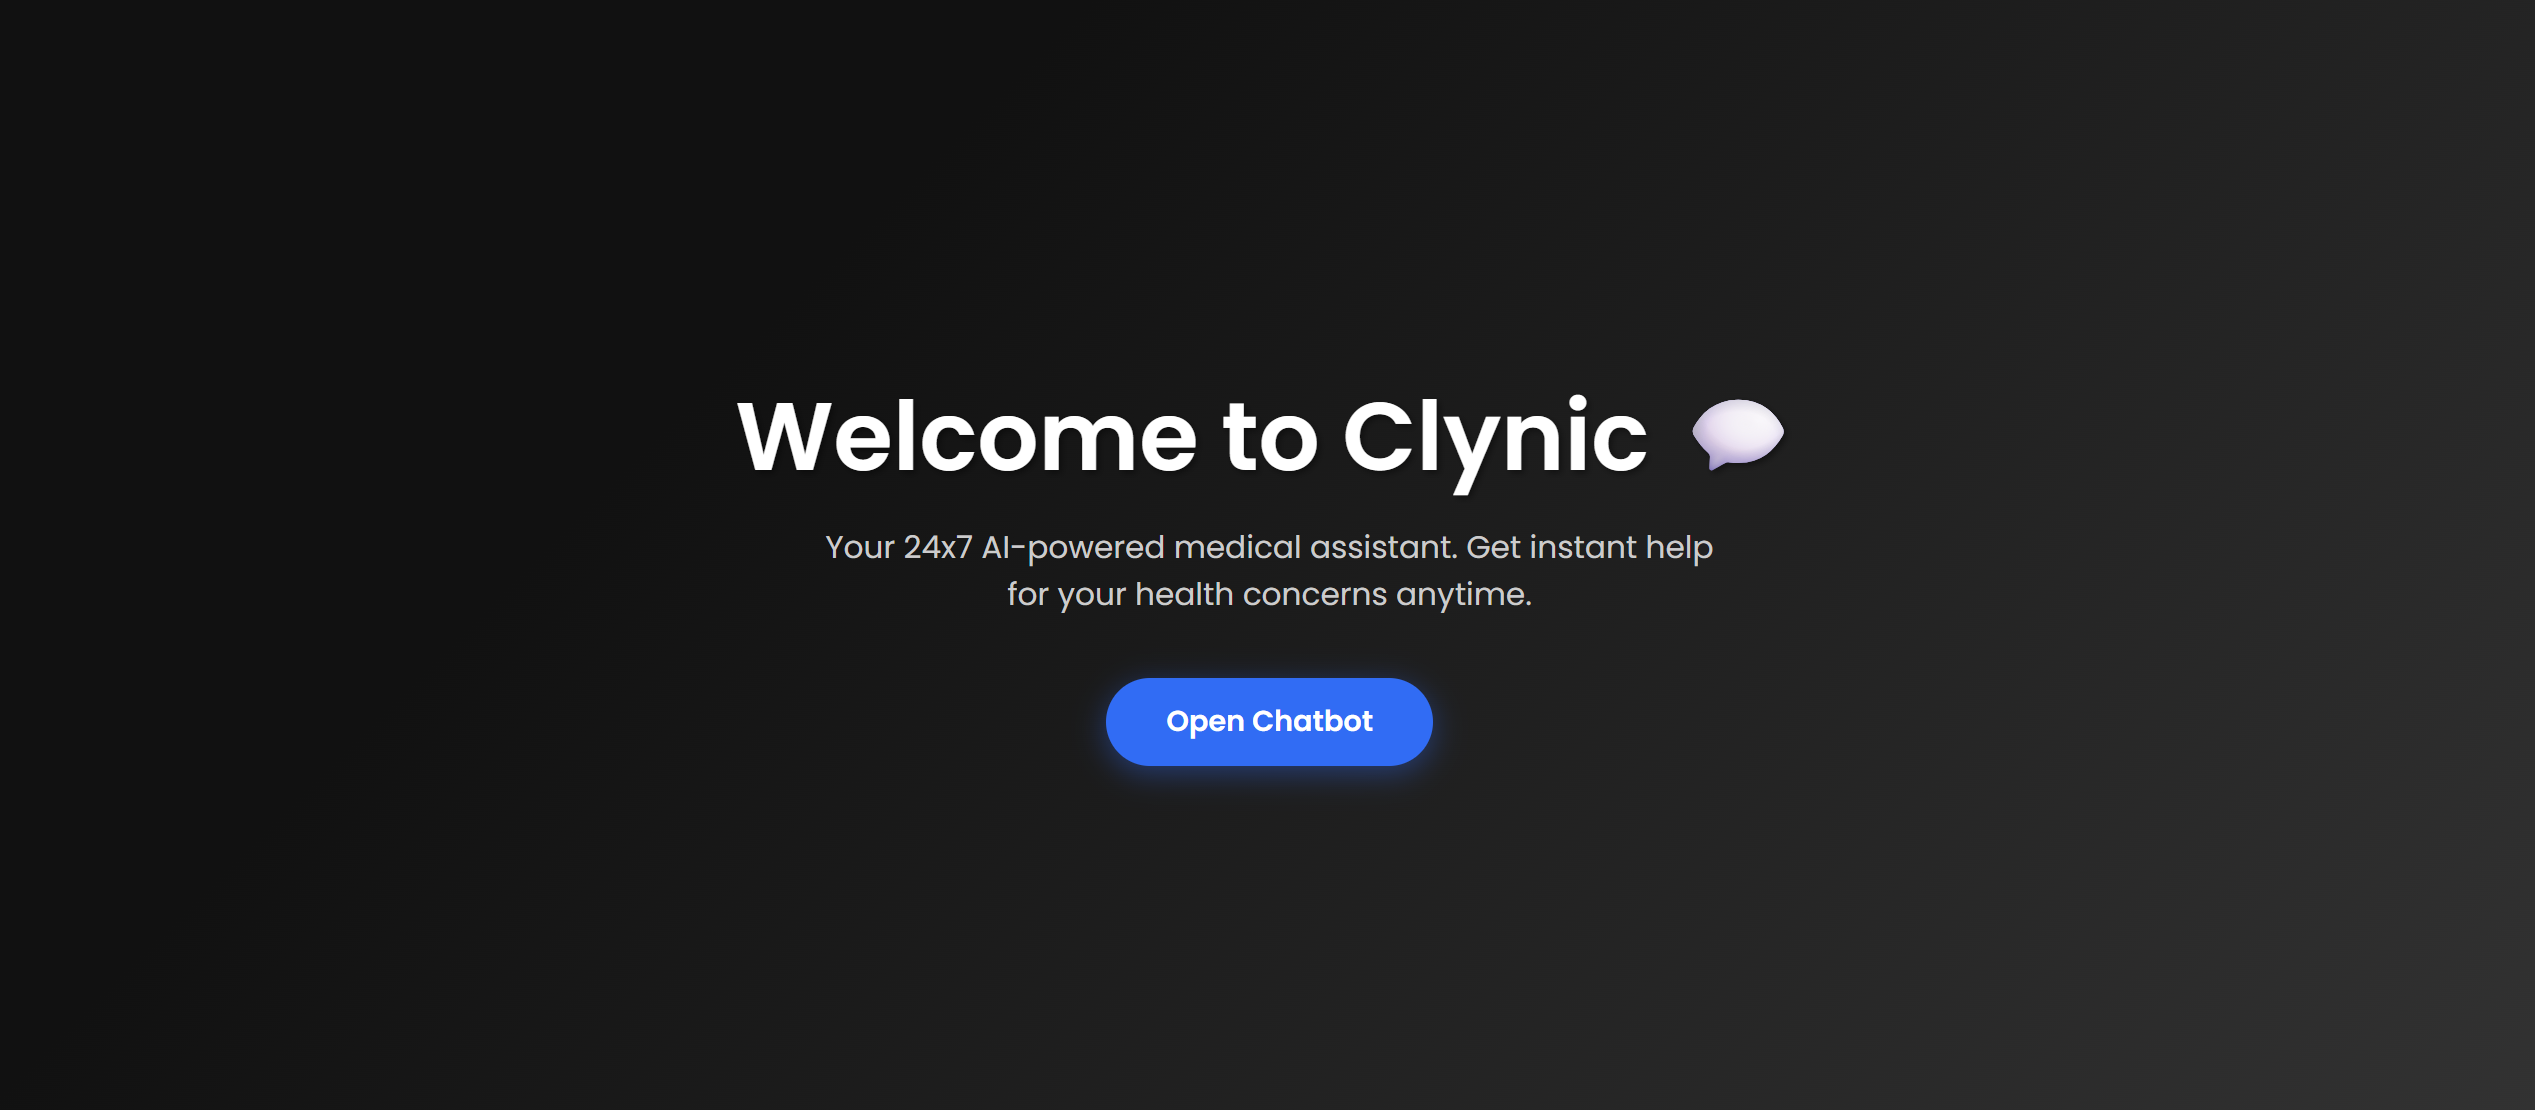 Welcome to Clynic 💬
Your 24x7 AI-powered medical assistant. Get instant help
for your health concerns anytime.
Open Chatbot